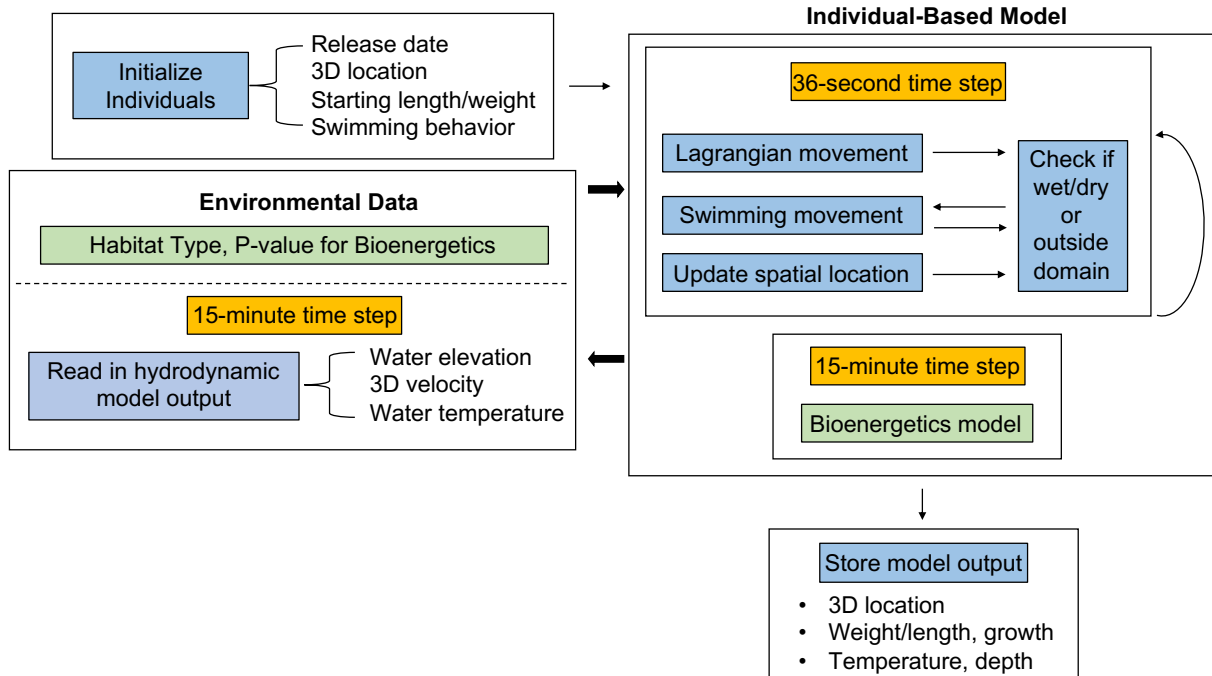 Initialize
Individuals
Release date
3D location
Starting length/weight
Swimming behavior
Environmental Data
Habitat Type, P-value for Bioenergetics
15-minute time step
Read in hydrodynamic
model output
Water elevation
3D velocity
Water temperature
Individual-Based Model
36-second time step
Lagrangian movement
Swimming movement
Update spatial location
Check if
wet/dry
or
outside
domain
15-minute time step
Bioenergetics model
Store model output
• 3D location
• Weight/length, growth
• Temperature, depth